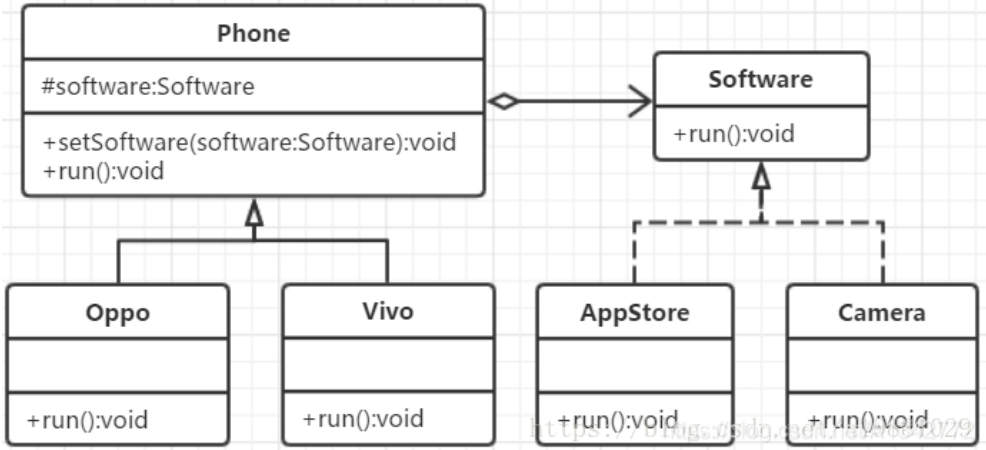 Phone
#software:Software
+setSoftware(software:Software):void
+run():void
Software
+run():void
Oppo
+run():void
Vivo
+run():void
AppStore
+run():void
Camera
+run():void